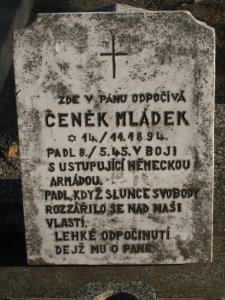 ZDE V PÁNU ODPOČÍVÁ
ČENĚK MLÁDEK
✩ 14./11.1894.
PADL 8./5.45. V BOJI
S USTUPUJÍCÍ NĚMECKOU
ARMÁDOU.
PADL, KDYŽ SLUNCE SVOBODY
ROZZÁŘILO SE NAD NAŠI
VLASTÍ.
LEHKÉ ODPOČINUTÍ
DEJŽ MU Ó PANE.